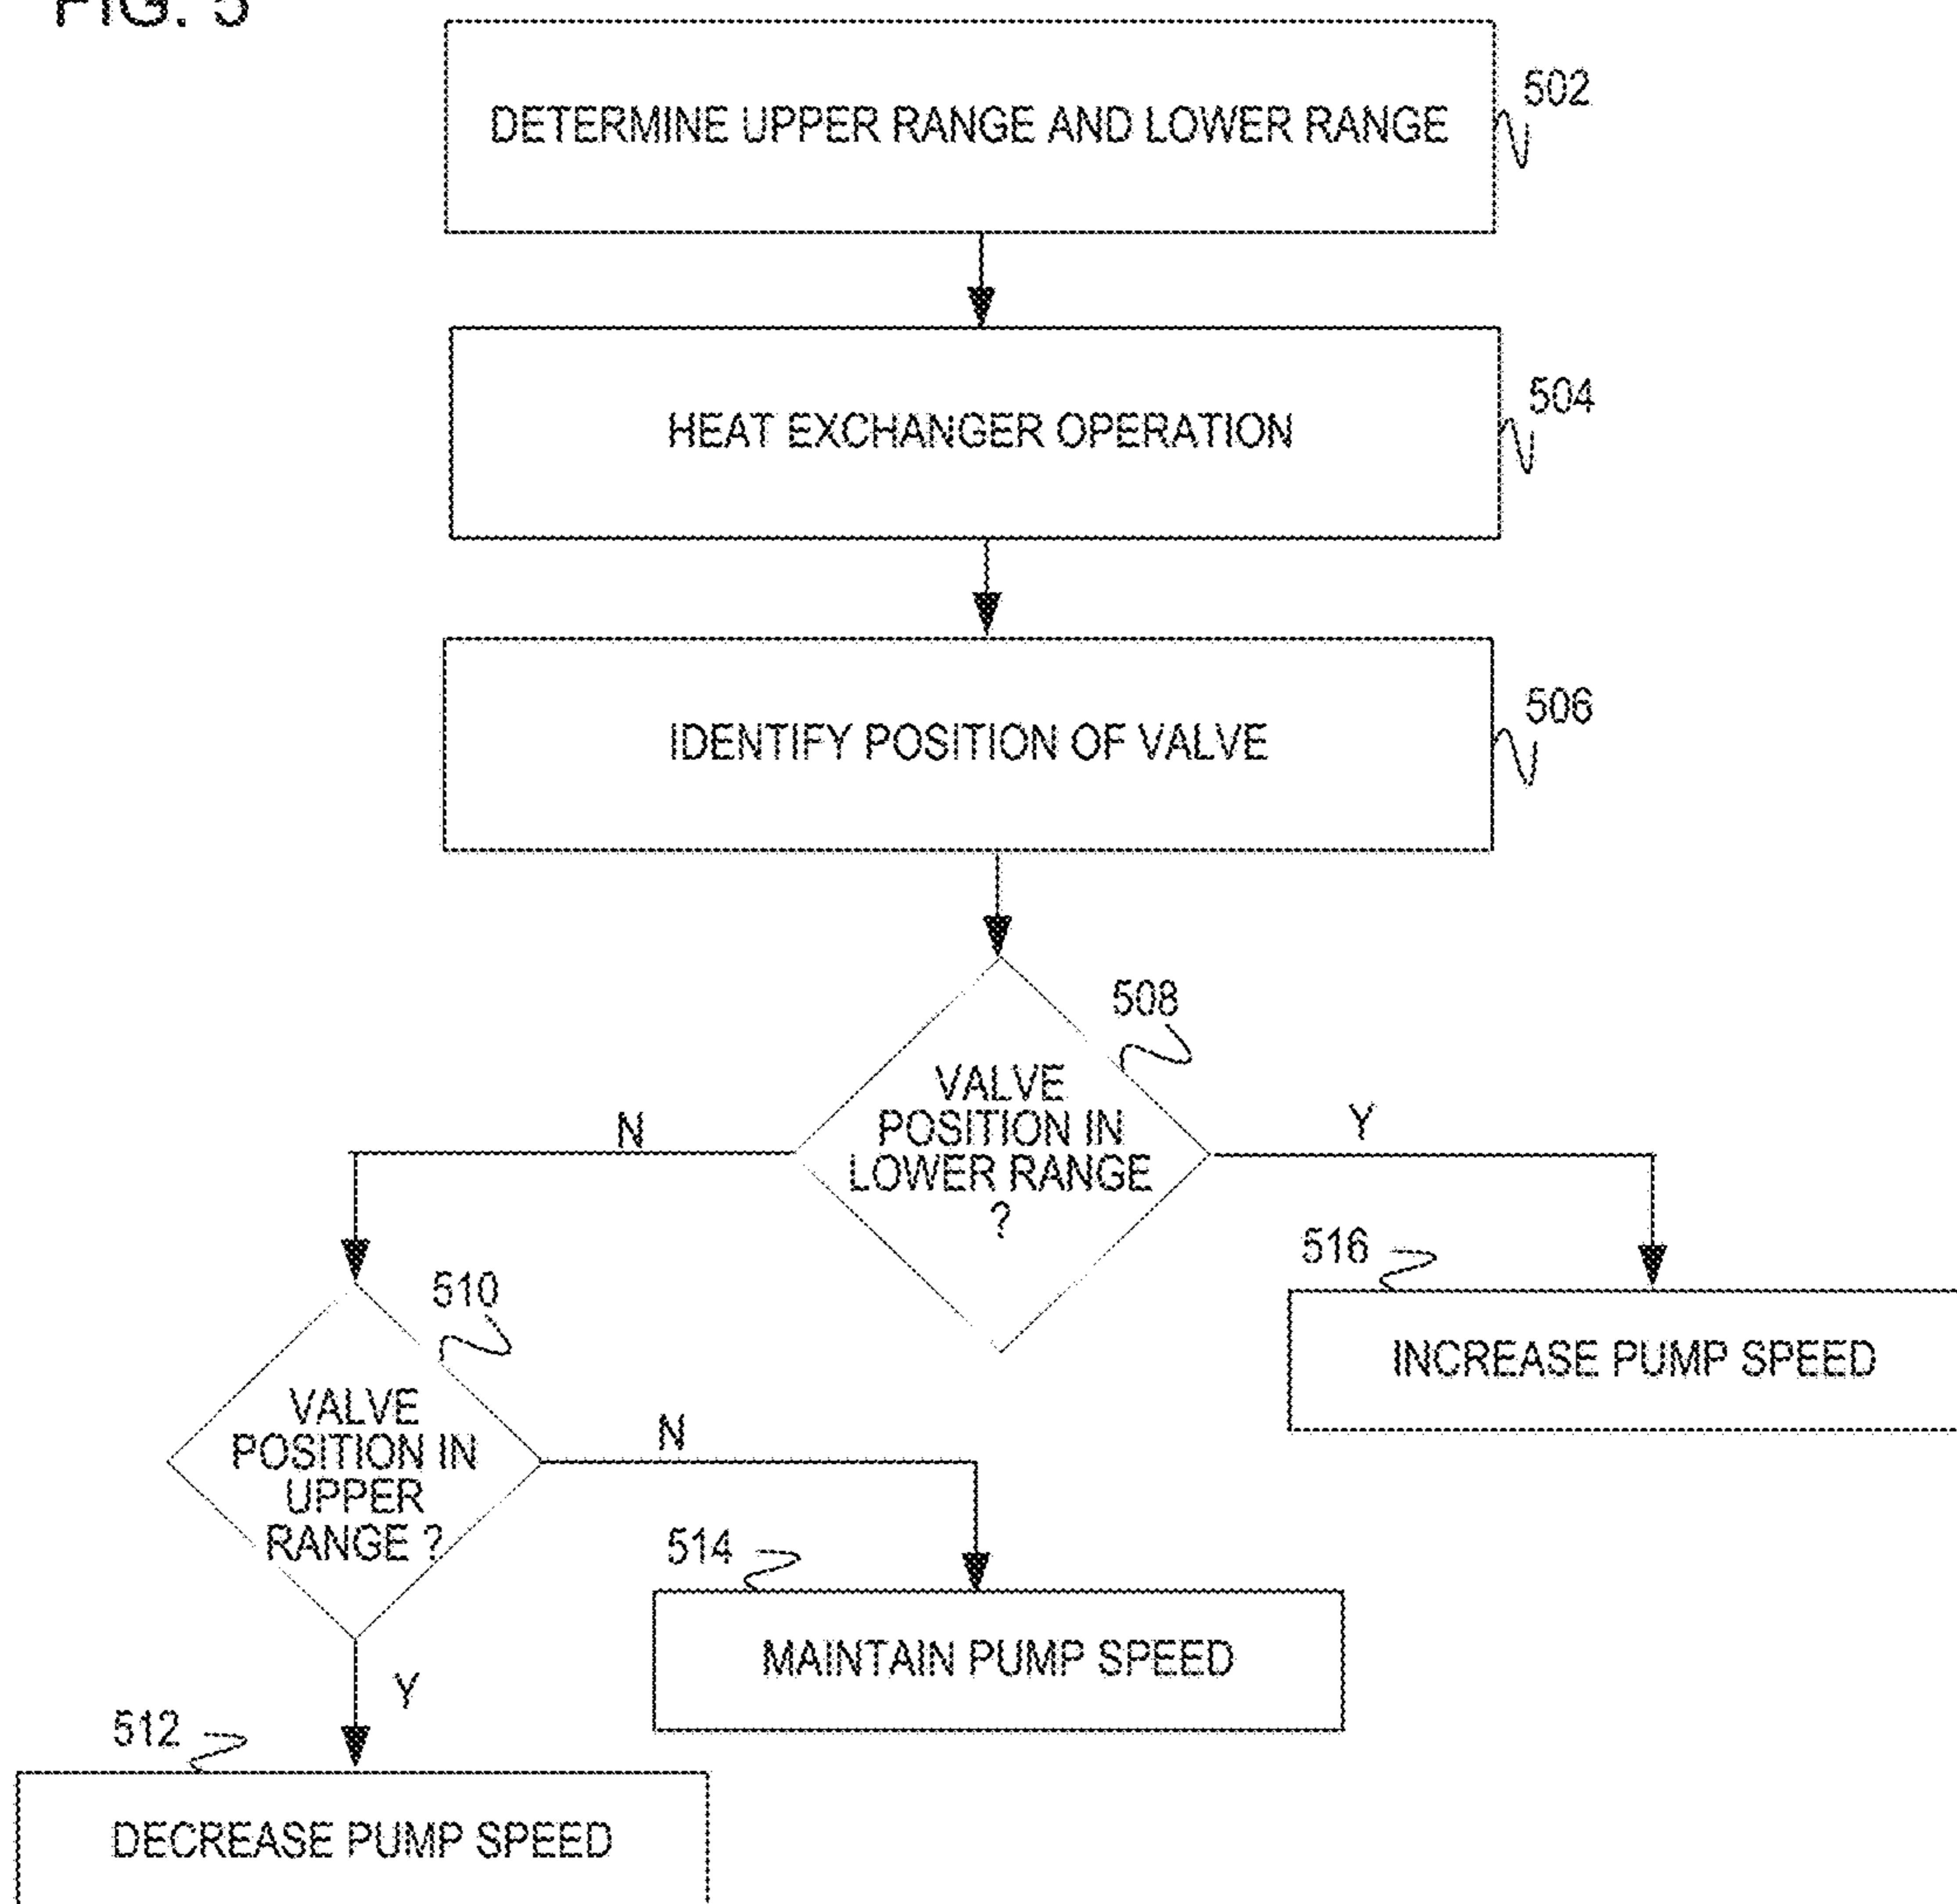 FIG. 5
DETERMINE UPPER RANGE AND LOWER RANGE
502
HEAT EXCHANGER OPERATION
504
IDENTIFY POSITION OF VALVE
506
508
VALVE
POSITION IN
LOWER RANGE
?
N
Y
510
516
INCREASE PUMP SPEED
VALVE
POSITION IN
UPPER
RANGE ?
N
514
MAINTAIN PUMP SPEED
Y
512
DECREASE PUMP SPEED